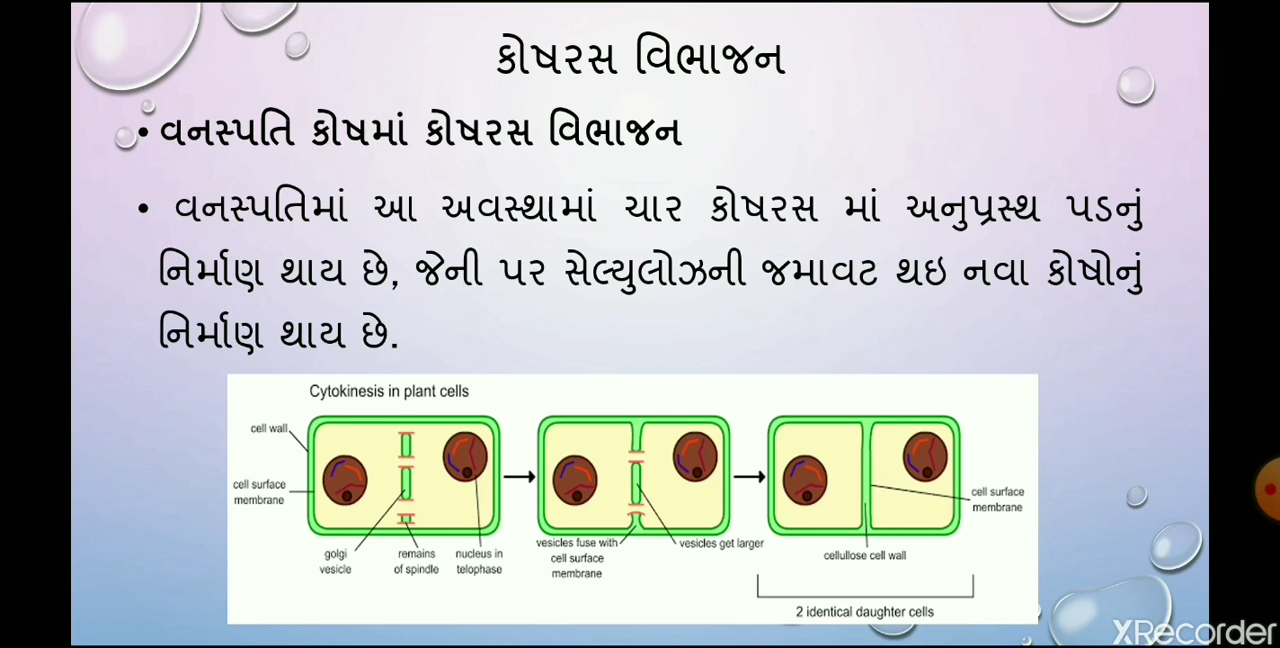 કોષરસ વિભાજન
• વનસ્પતિ કોષમાં કોષરસ વિભાજન
• વનસ્પતિમાં આ અવસ્થામાં ચાર કોષરસ માં અનુપ્રસ્થ પડનું
નિર્માણ થાય છે, જેની પર સેલ્યુલોઝની જમાવટ થઇ નવા કોષોનું
નિર્માણ થાય છે.
Cytokinesis in plant cells
cell wall
cell surface
membrane
golgi
vesicle
remains
of spindle
nucleus in
telophase
vesicles fuse with
cell surface
membrane
vesicles get larger
cell surface
membrane
cellulose cell wall
2 identical daughter cells
XRecorder